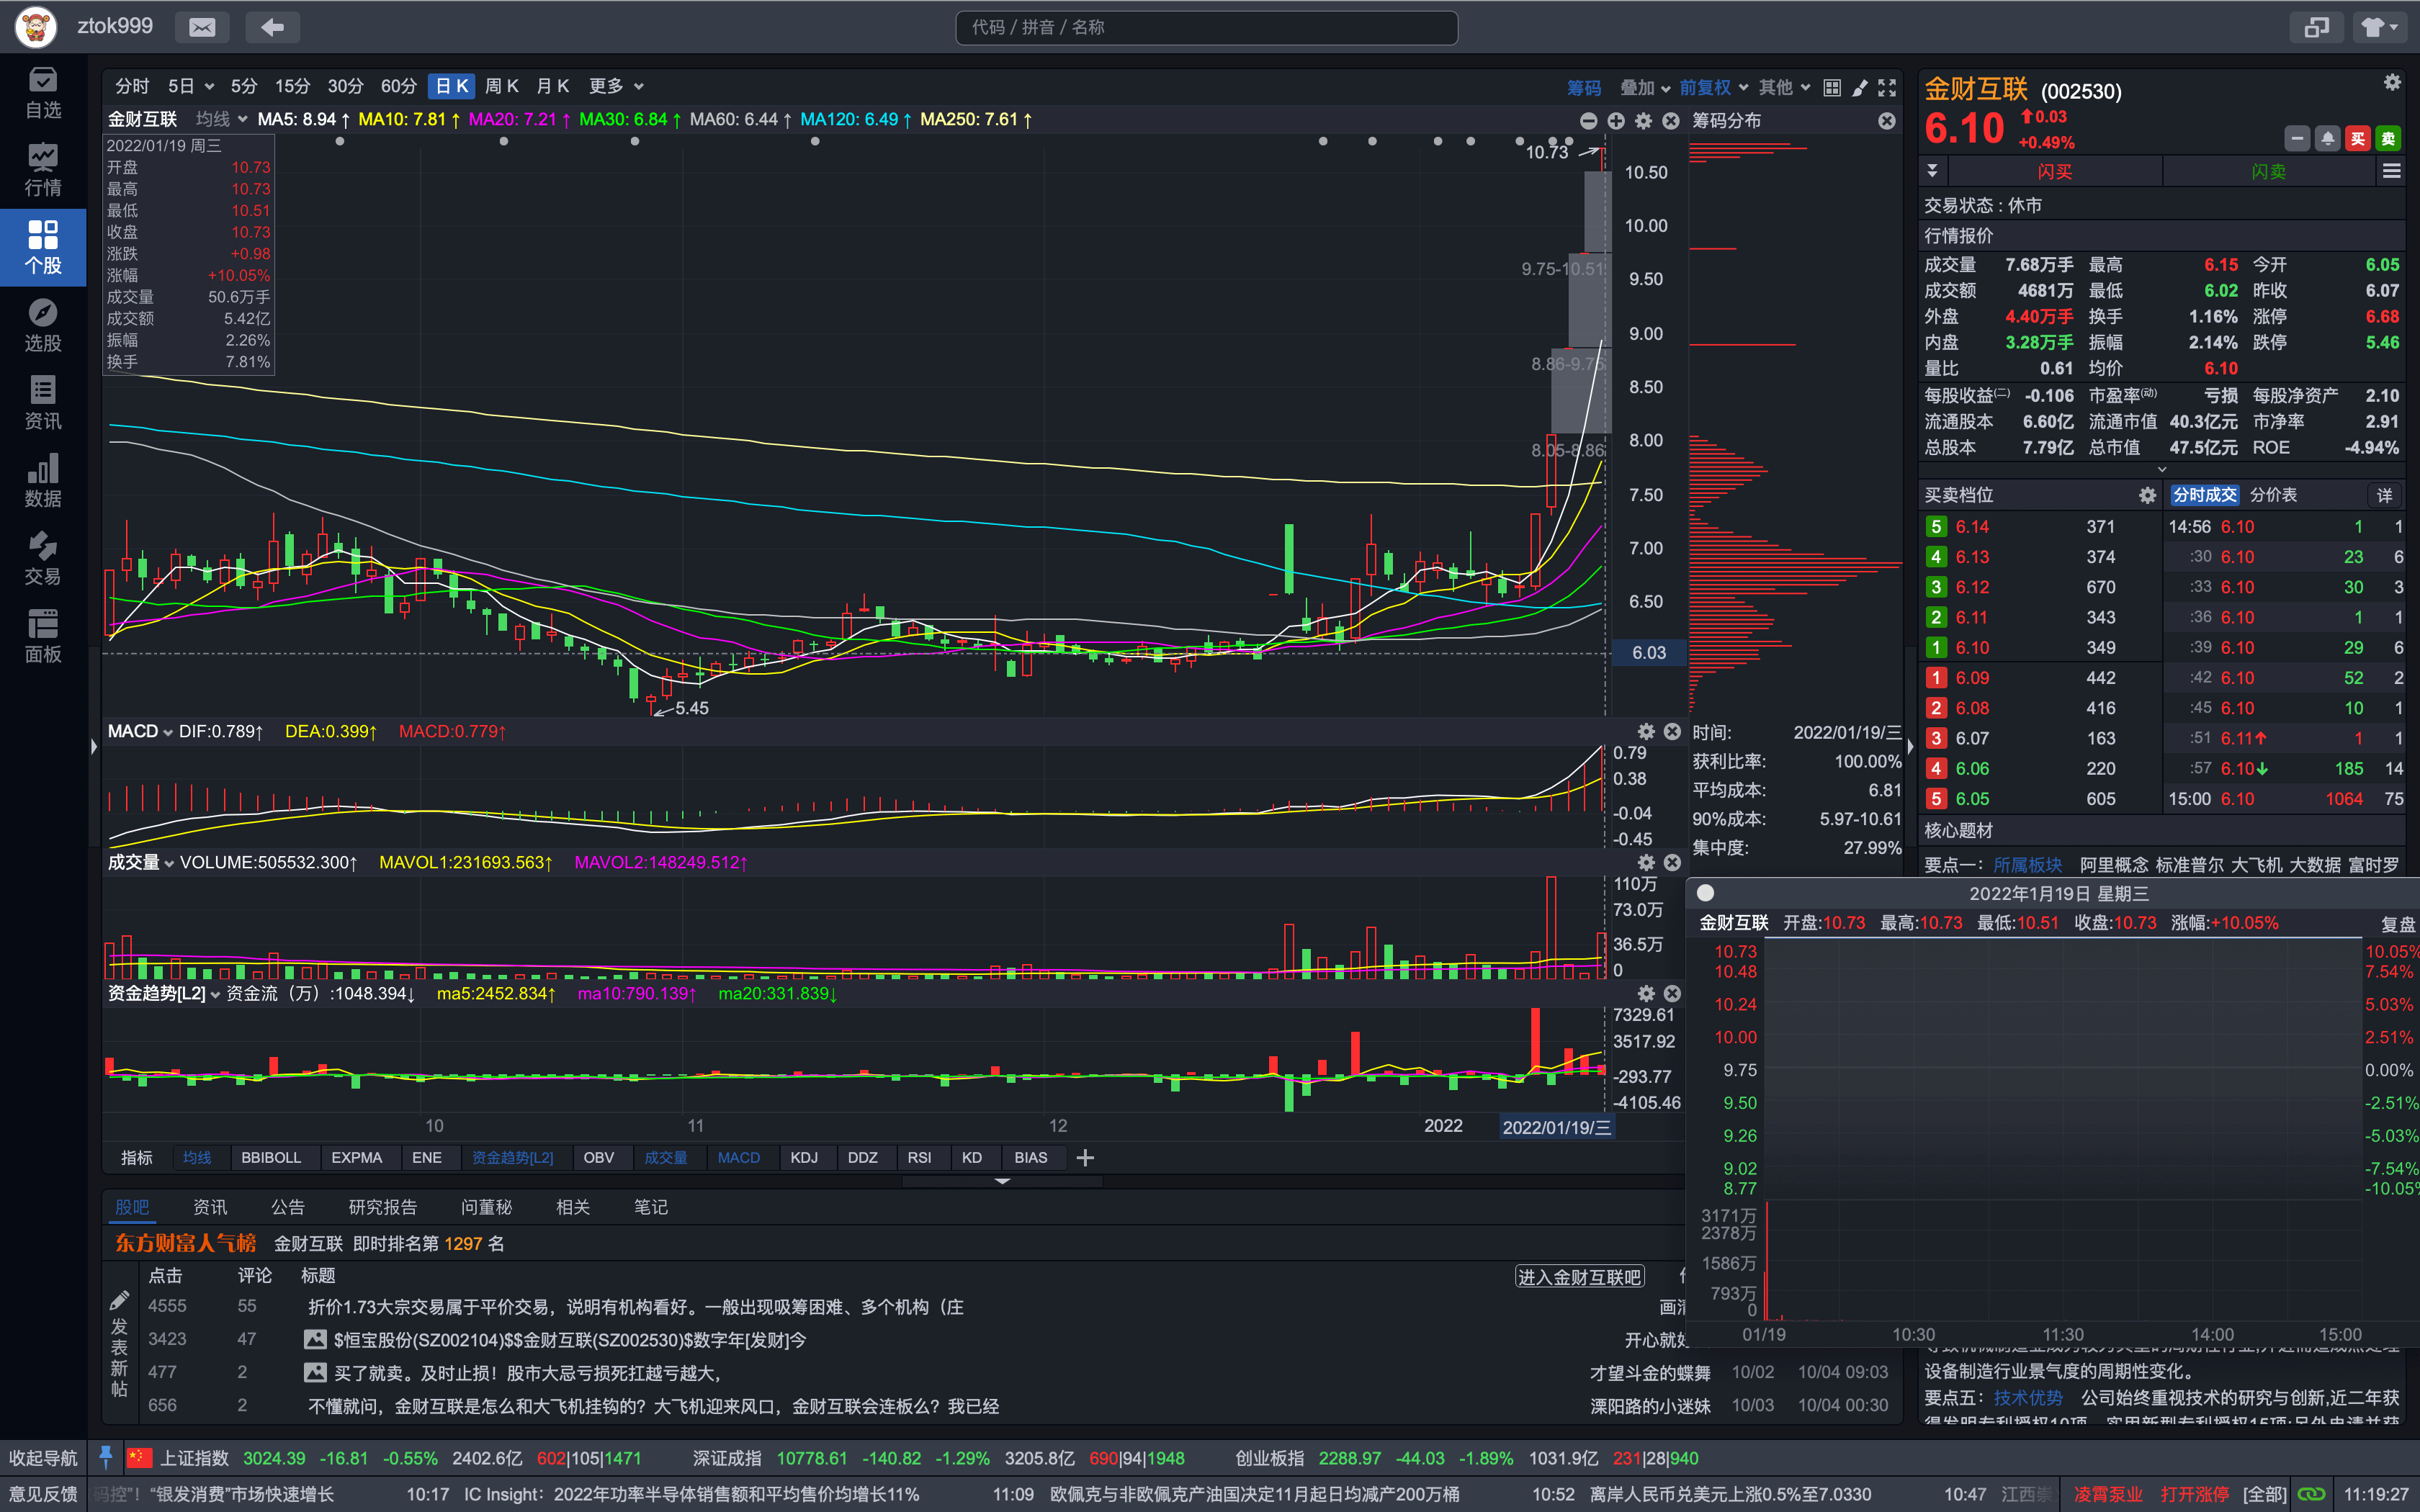 ztok999
代码 / 拼音 / 名称
自选
行情
个股
选股
资讯
数据
交易
面板
分时 5日 5分 15分 30分 60分 日K 周K 月K 更多 筹码 叠加 前复权 其他
金财互联 均线 MA5: 8.94↑ MA10: 7.81↑ MA20: 7.21↑ MA30: 6.84↑ MA60: 6.44↑ MA120: 6.49↑ MA250: 7.61↑
筹码分布
2022/01/19 周三
开盘 10.73
最高 10.73
最低 10.51
收盘 10.73
涨跌 +0.98
涨幅 +10.05%
成交量 50.6万手
成交额 5.42亿
振幅 2.26%
换手 7.81%
10.73
9.75-10.51
8.86-9.75
8.05-8.86
5.45
10.50
10.00
9.50
9.00
8.50
8.00
7.50
7.00
6.50
6.03
MACD DIF:0.789↑ DEA:0.399↑ MACD:0.779↑
0.79
0.38
-0.04
-0.45
成交量 VOLUME:505532.300↑ MAVOL1:231693.563↑ MAVOL2:148249.512↑
110万
73.0万
36.5万
0
资金趋势[L2] 资金流（万）:1048.394↓ ma5:2452.834↑ ma10:790.139↑ ma20:331.839↓
7329.61
3517.92
-293.77
-4105.46
10 11 12 2022 2022/01/19/三
时间: 2022/01/19/三
获利比率: 100.00%
平均成本: 6.81
90%成本: 5.97-10.61
集中度: 27.99%
指标 均线 BBIBOLL EXPMA ENE 资金趋势[L2] OBV 成交量 MACD KDJ DDZ RSI KD BIAS
股吧 资讯 公告 研究报告 问董秘 相关 笔记
东方财富人气榜 金财互联 即时排名第 1297 名
点击 评论 标题 进入金财互联吧
发表新帖
4555 55 折价1.73大宗交易属于平价交易，说明有机构看好。一般出现吸筹困难、多个机构（庄
3423 47 $恒宝股份(SZ002104)$$金财互联(SZ002530)$数字年[发财]今 开心就好
477 2 买了就卖。及时止损！股市大忌亏损死扛越亏越大， 才望斗金的蝶舞 10/02 10/04 09:03
656 2 不懂就问，金财互联是怎么和大飞机挂钩的？大飞机迎来风口，金财互联会连板么？我已经 溧阳路的小迷妹 10/03 10/04 00:30
金财互联 (002530)
6.10 ↑0.03
+0.49%
买 卖
闪买 闪卖
交易状态 : 休市
行情报价
成交量 7.68万手 最高 6.15 今开 6.05
成交额 4681万 最低 6.02 昨收 6.07
外盘 4.40万手 换手 1.16% 涨停 6.68
内盘 3.28万手 振幅 2.14% 跌停 5.46
量比 0.61 均价 6.10
每股收益(二) -0.106 市盈率(动) 亏损 每股净资产 2.10
流通股本 6.60亿 流通市值 40.3亿元 市净率 2.91
总股本 7.79亿 总市值 47.5亿元 ROE -4.94%
买卖档位 分时成交 分价表 详
5 6.14 371 14:56 6.10 1 1
4 6.13 374 :30 6.10 23 6
3 6.12 670 :33 6.10 30 3
2 6.11 343 :36 6.10 1 1
1 6.10 349 :39 6.10 29 6
1 6.09 442 :42 6.10 52 2
2 6.08 416 :45 6.10 10 1
3 6.07 163 :51 6.11↑ 1 1
4 6.06 220 :57 6.10↓ 185 14
5 6.05 605 15:00 6.10 1064 75
核心题材
要点一： 所属板块 阿里概念 标准普尔 大飞机 大数据 富时罗
2022年1月19日 星期三
金财互联 开盘:10.73 最高:10.73 最低:10.51 收盘:10.73 涨幅:+10.05% 复盘
10.73 10.05%
10.48 7.54%
10.24 5.03%
10.00 2.51%
9.75 0.00%
9.50 -2.51%
9.26 -5.03%
9.02 -7.54%
8.77 -10.05%
3171万
2378万
1586万
793万
0
01/19 10:30 11:30 14:00 15:00
设备制造行业景气度的周期性变化。
要点五： 技术优势 公司始终重视技术的研究与创新,近二年获
收起导航 上证指数 3024.39 -16.81 -0.55% 2402.6亿 602|105|1471 深证成指 10778.61 -140.82 -1.29% 3205.8亿 690|94|1948 创业板指 2288.97 -44.03 -1.89% 1031.9亿 231|28|940
意见反馈 码控"！“银发消费”市场快速增长 10:17 IC Insight：2022年功率半导体销售额和平均售价均增长11% 11:09 欧佩克与非欧佩克产油国决定11月起日均减产200万桶 10:52 离岸人民币兑美元上涨0.5%至7.0330 10:47 江西崇 凌霄泵业 打开涨停 [全部] 11:19:27